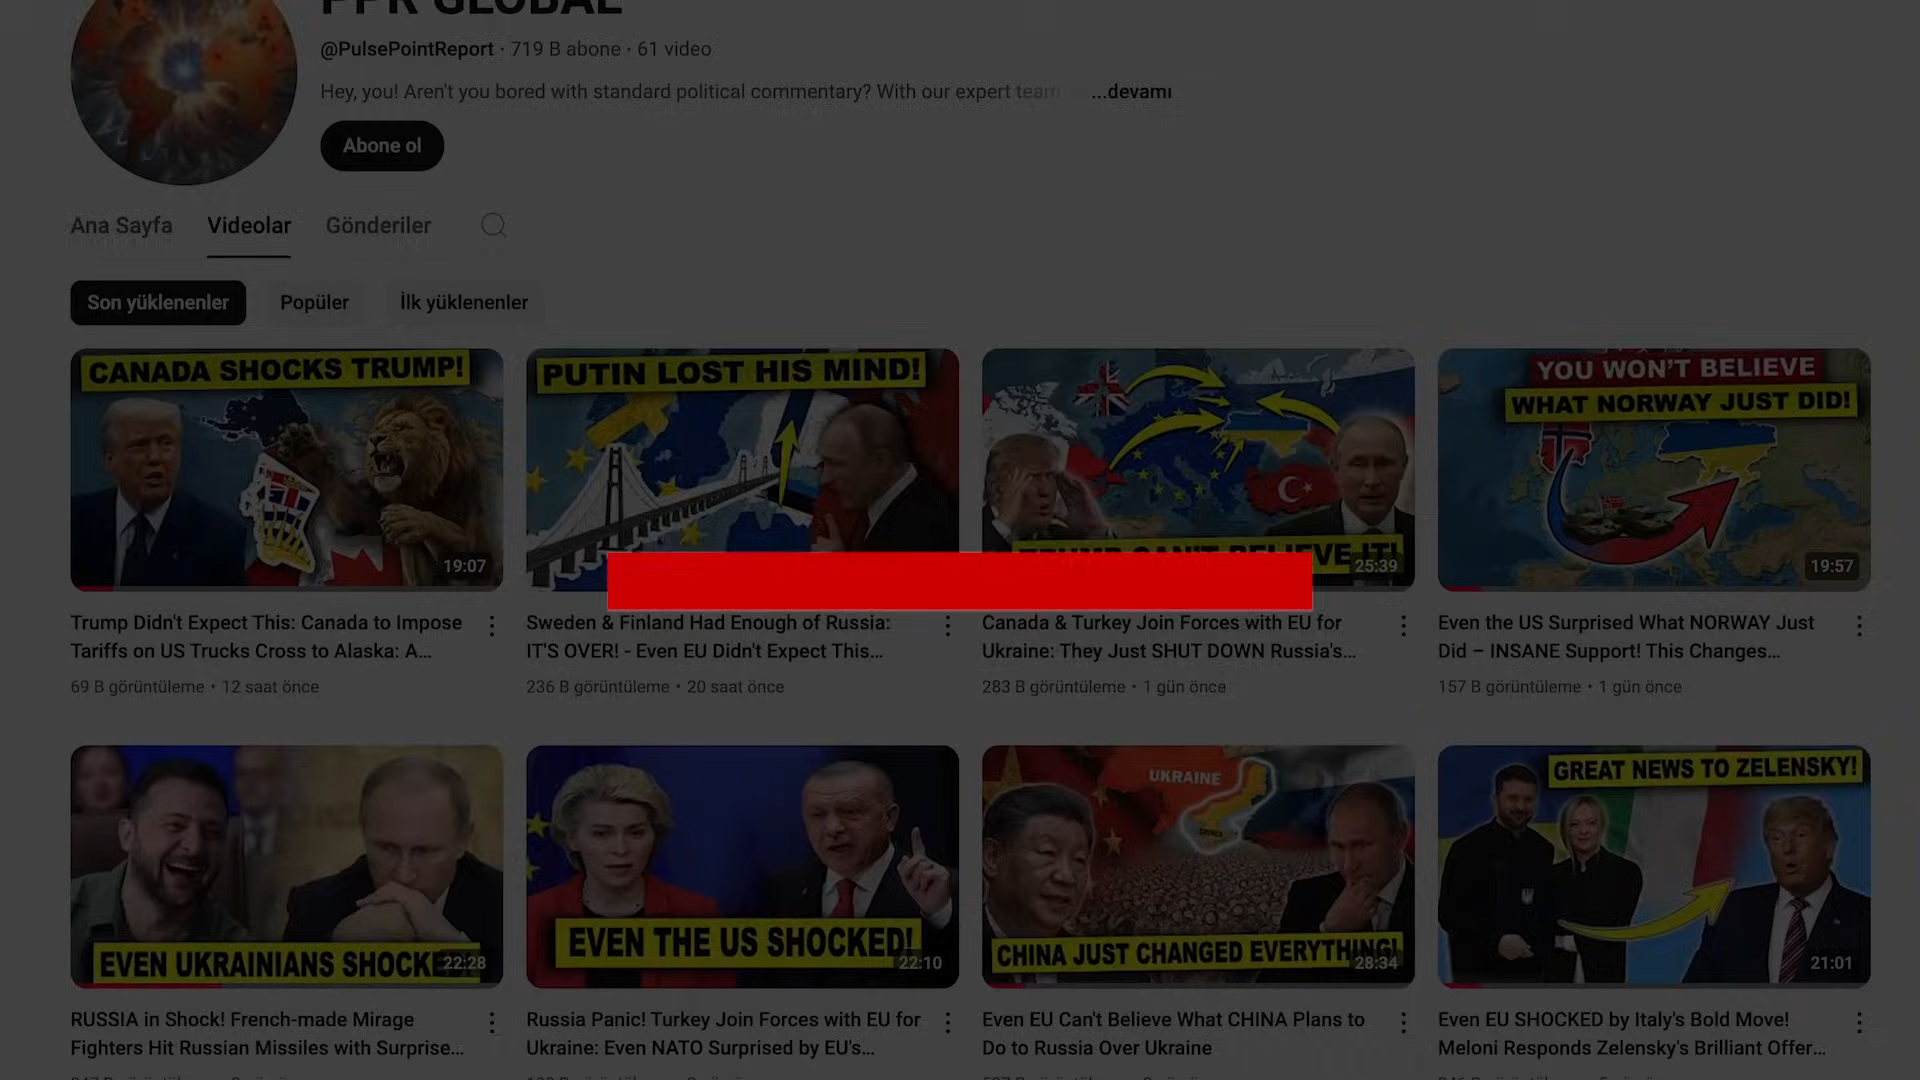 PPR GLOBAL
@PulsePointReport · 719 B abone · 61 video
Hey, you! Aren't you bored with standard political commentary? With our expert team ...devamı
Abone ol
Ana Sayfa Videolar Gönderiler
Son yüklenenler Popüler İlk yüklenenler
CANADA SHOCKS TRUMP!
19:07
PUTIN LOST HIS MIND!
TRUMP CAN'T BELIEVE IT!
25:39
YOU WON'T BELIEVE
WHAT NORWAY JUST DID!
19:57
Trump Didn't Expect This: Canada to Impose
Tariffs on US Trucks Cross to Alaska: A...
69 B görüntüleme • 12 saat önce
Sweden & Finland Had Enough of Russia:
IT'S OVER! - Even EU Didn't Expect This...
236 B görüntüleme • 20 saat önce
Canada & Turkey Join Forces with EU for
Ukraine: They Just SHUT DOWN Russia's...
283 B görüntüleme • 1 gün önce
Even the US Surprised What NORWAY Just
Did – INSANE Support! This Changes...
157 B görüntüleme • 1 gün önce
EVEN UKRAINIANS SHOCKE
22:28
EVEN THE US SHOCKED!
22:10
UKRAINE
CRIMEA
CHINA JUST CHANGED EVERYTHING!
28:34
GREAT NEWS TO ZELENSKY!
21:01
RUSSIA in Shock! French-made Mirage
Fighters Hit Russian Missiles with Surprise...
Russia Panic! Turkey Join Forces with EU for
Ukraine: Even NATO Surprised by EU's...
Even EU Can't Believe What CHINA Plans to
Do to Russia Over Ukraine
Even EU SHOCKED by Italy's Bold Move!
Meloni Responds Zelensky's Brilliant Offer...